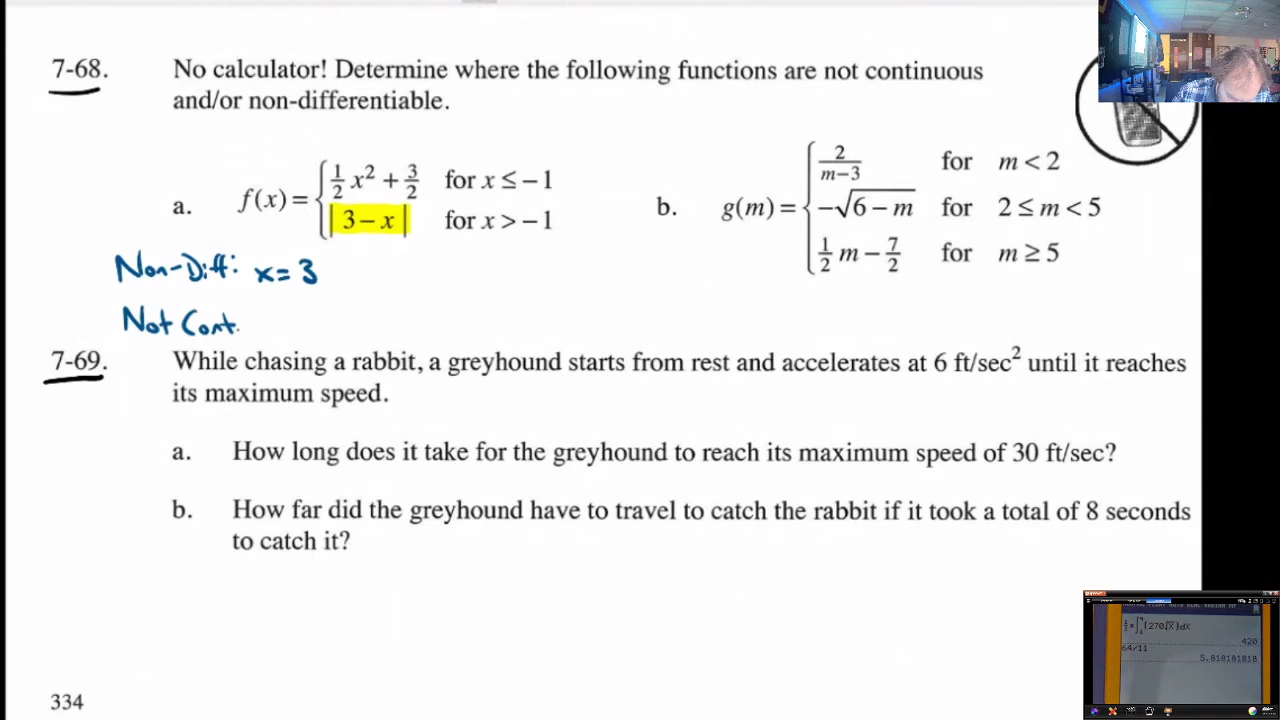 7-68. No calculator! Determine where the following functions are not continuous
and/or non-differentiable.
a. f(x) = { 1/2 x² + 3/2 for x ≤ −1
| 3 − x | for x > −1
b. g(m) = { 2/(m−3) for m < 2
−√(6 − m) for 2 ≤ m < 5
1/2 m − 7/2 for m ≥ 5
Non-Diff: x = 3
Not Cont.
7-69. While chasing a rabbit, a greyhound starts from rest and accelerates at 6 ft/sec² until it reaches
its maximum speed.
a. How long does it take for the greyhound to reach its maximum speed of 30 ft/sec?
b. How far did the greyhound have to travel to catch the rabbit if it took a total of 8 seconds
to catch it?
334
420
64/11
5.818181818